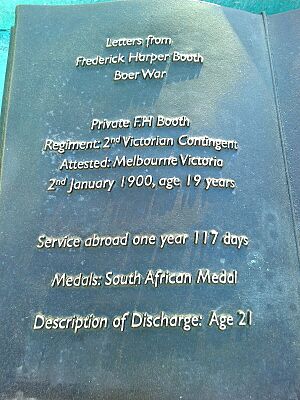 Letters from
Frederick Harper Booth
Boer War
Private F.H Booth
Regiment: 2nd Victorian Contingent
Attested: Melbourne Victoria
2nd January 1900, age 19 years
Service abroad one year 117 days
Medals: South African Medal
Description of Discharge: Age 21